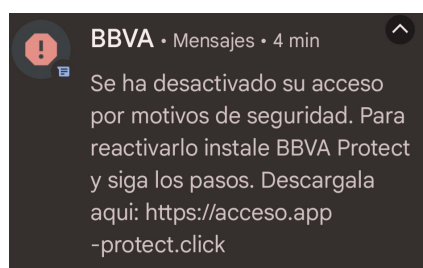 BBVA • Mensajes • 4 min
Se ha desactivado su acceso
por motivos de seguridad. Para
reactivarlo instale BBVA Protect
y siga los pasos. Descargala
aqui: https://acceso.app
-protect.click